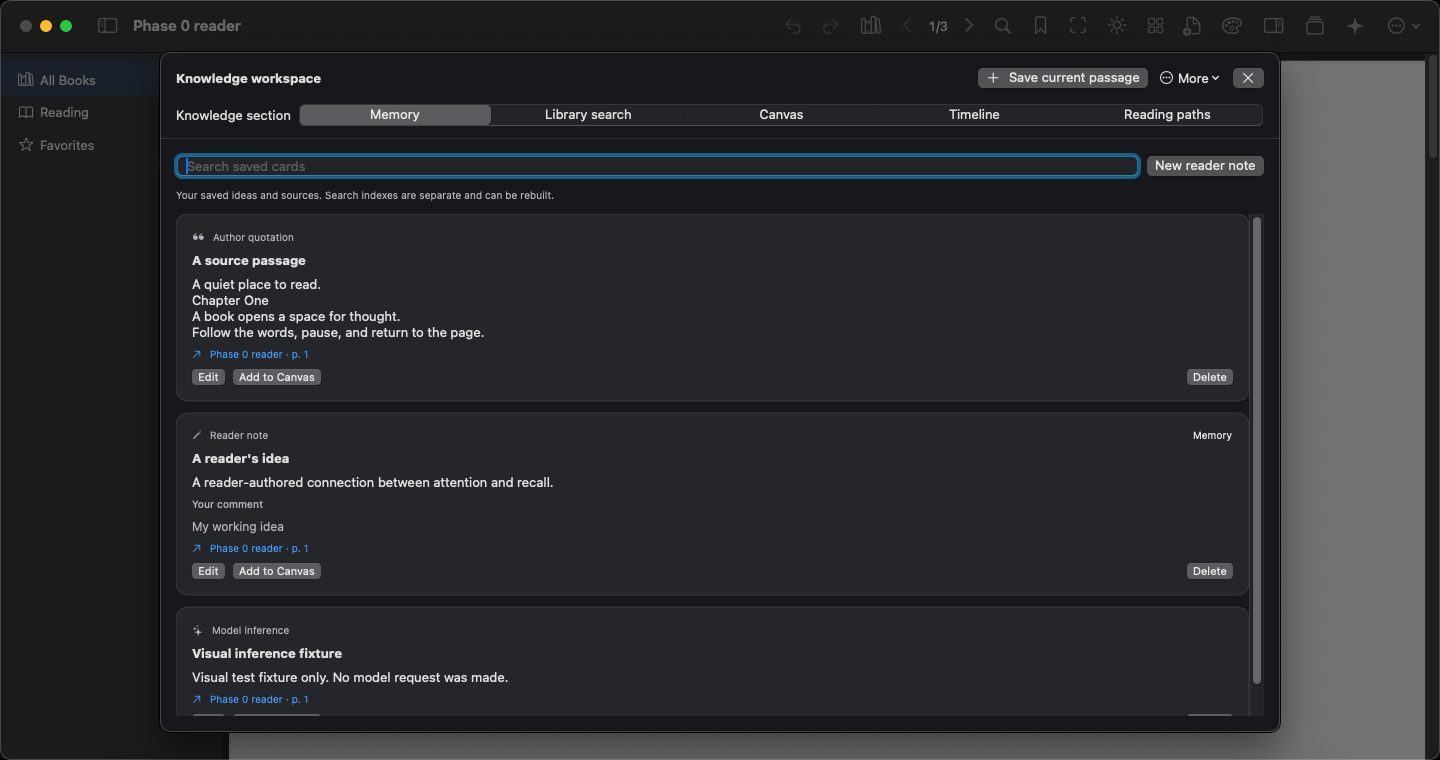 Phase 0 reader
1/3
All Books
Reading
Favorites
Knowledge workspace
Save current passage
More
Knowledge section
Memory
Library search
Canvas
Timeline
Reading paths
Search saved cards
New reader note
Your saved ideas and sources. Search indexes are separate and can be rebuilt.
Author quotation
A source passage
A quiet place to read.
Chapter One
A book opens a space for thought.
Follow the words, pause, and return to the page.
Phase 0 reader · p. 1
Edit
Add to Canvas
Delete
Reader note
Memory
A reader's idea
A reader-authored connection between attention and recall.
Your comment
My working idea
Phase 0 reader · p. 1
Edit
Add to Canvas
Delete
Model inference
Visual inference fixture
Visual test fixture only. No model request was made.
Phase 0 reader · p. 1